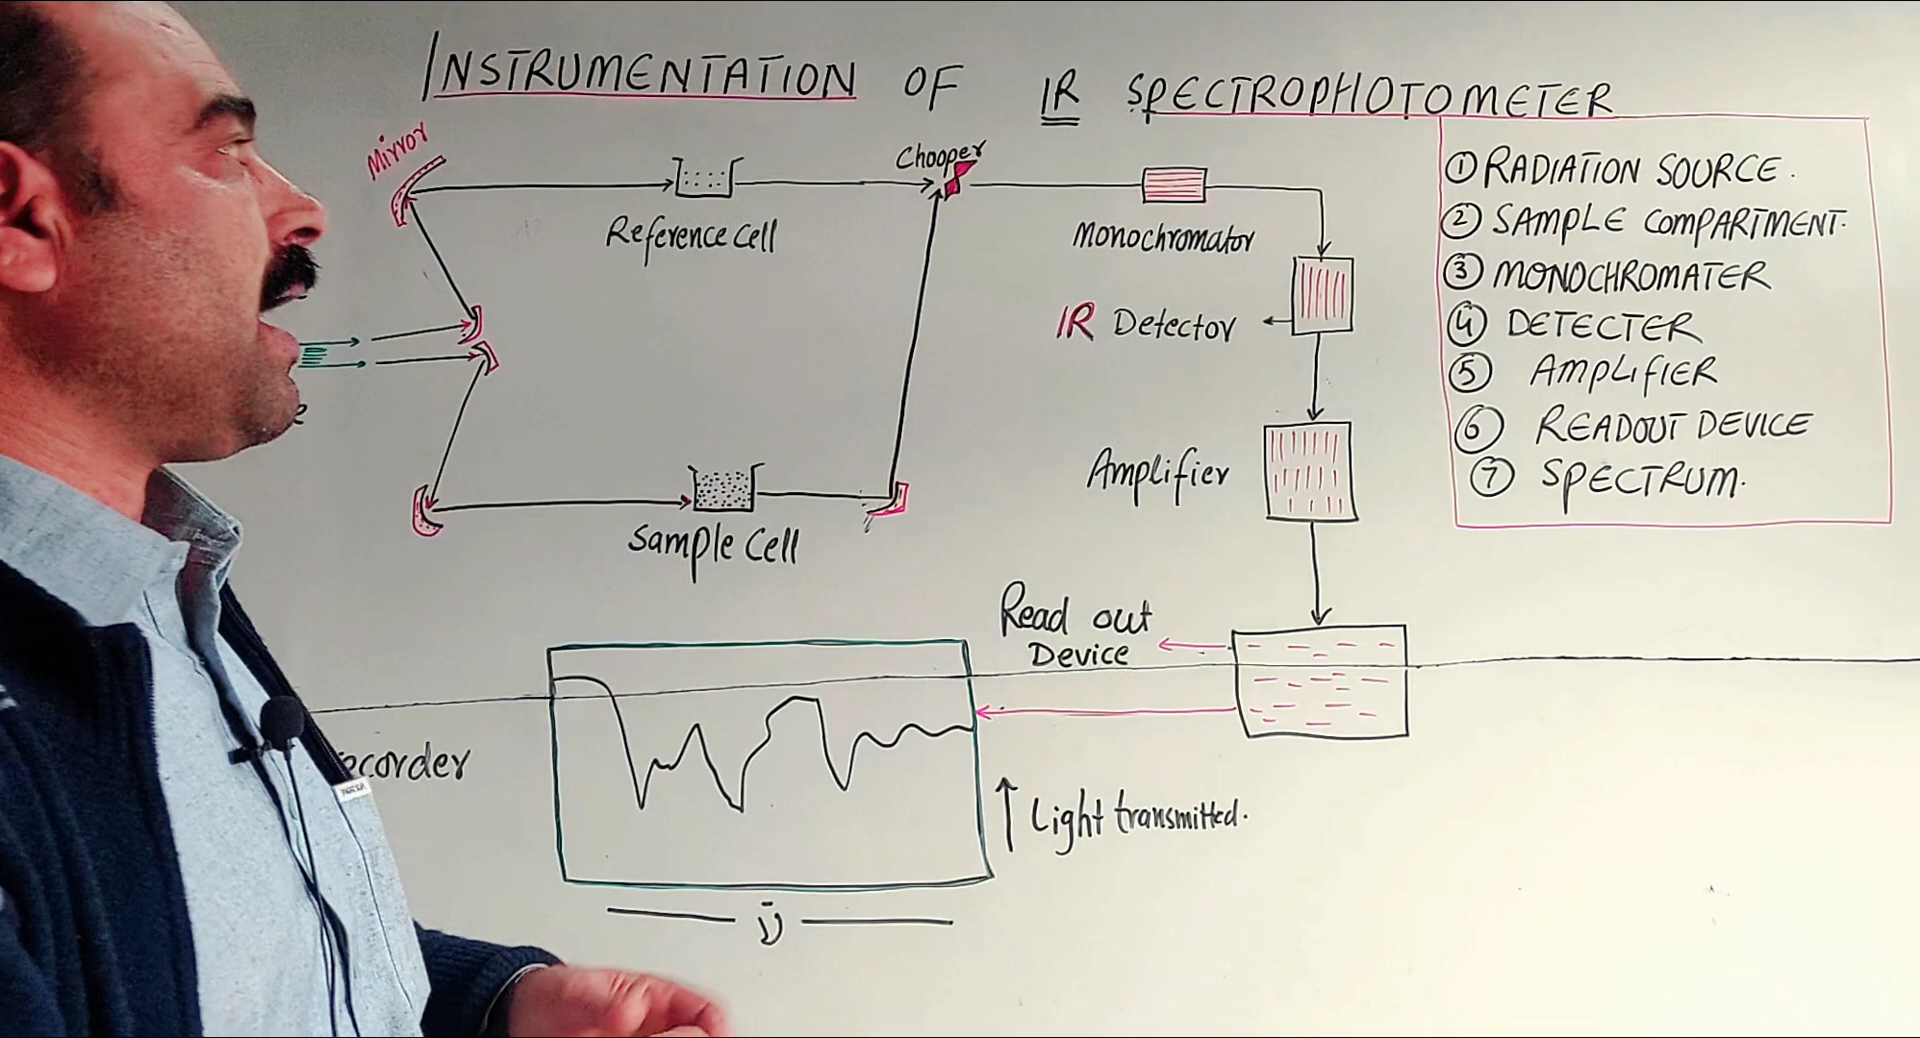 INSTRUMENTATION OF IR SPECTROPHOTOMETER
Mirror
Chooper
Reference Cell
Monochromator
IR Detector
Amplifier
Sample Cell
Read out
Device
ecorder
Light transmitted.
ῡ
① RADIATION SOURCE.
② SAMPLE COMPARTMENT.
③ MONOCHROMATER
④ DETECTER
⑤ AMPLIFIER
⑥ READOUT DEVICE
⑦ SPECTRUM.